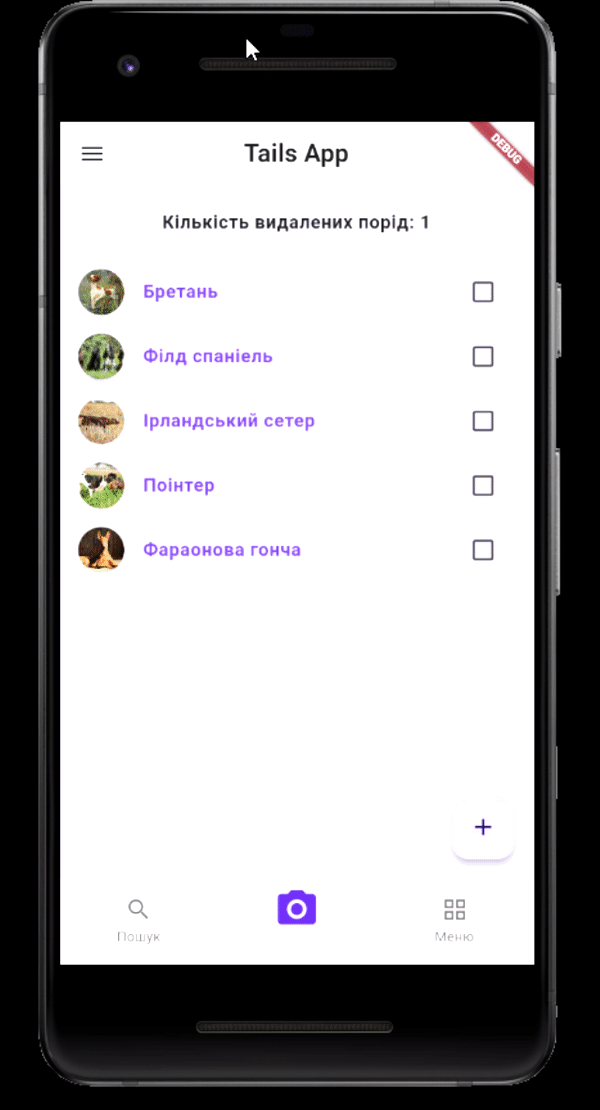 Tails App
DEBUG
Кількість видалених порід: 1
Бретань
Філд спаніель
Ірландський сетер
Поінтер
Фараонова гонча
Пошук
Меню